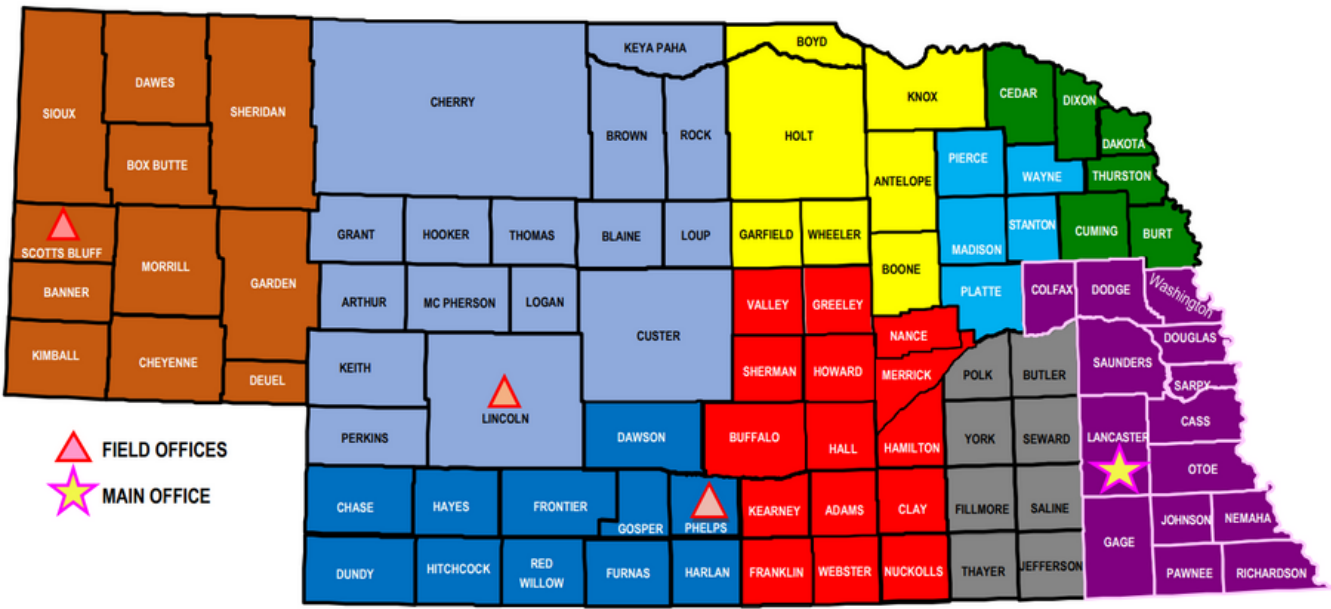 BOYD
KEYA PAHA
DAWES
SIOUX
SHERIDAN
CHERRY
KNOX
CEDAR
DIXON
BROWN
ROCK
HOLT
DAKOTA
BOX BUTTE
PIERCE
WAYNE
THURSTON
ANTELOPE
SCOTTS BLUFF
GRANT
HOOKER
THOMAS
BLAINE
LOUP
GARFIELD
WHEELER
MADISON
STANTON
CUMING
BURT
MORRILL
GARDEN
BOONE
BANNER
ARTHUR
MC PHERSON
LOGAN
VALLEY
GREELEY
PLATTE
COLFAX
DODGE
Washington
CUSTER
NANCE
DOUGLAS
KIMBALL
CHEYENNE
DEUEL
KEITH
SHERMAN
HOWARD
MERRICK
POLK
BUTLER
SAUNDERS
SARPY
LINCOLN
CASS
PERKINS
DAWSON
BUFFALO
HALL
HAMILTON
YORK
SEWARD
LANCASTER
FIELD OFFICES
OTOE
MAIN OFFICE
CHASE
HAYES
FRONTIER
GOSPER
PHELPS
KEARNEY
ADAMS
CLAY
FILLMORE
SALINE
JOHNSON
NEMAHA
GAGE
DUNDY
HITCHCOCK
RED
WILLOW
FURNAS
HARLAN
FRANKLIN
WEBSTER
NUCKOLLS
THAYER
JEFFERSON
PAWNEE
RICHARDSON